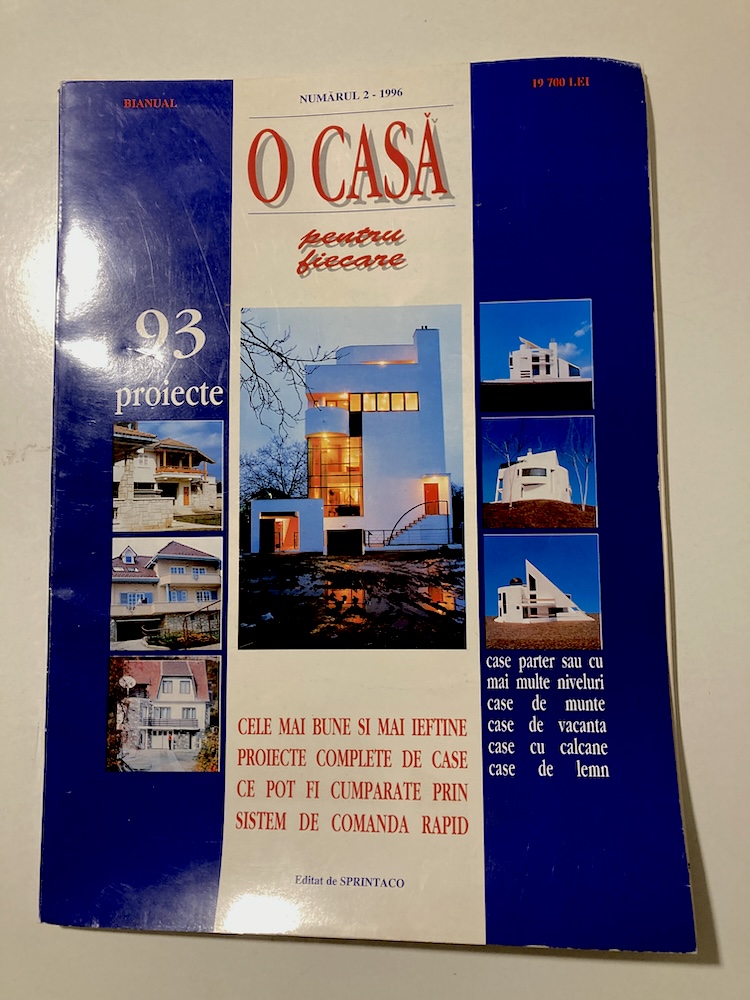 BIANUAL
NUMĂRUL 2 - 1996
19 700 LEI
O CASĂ
pentru
fiecare
93
proiecte
case parter sau cu
mai multe niveluri
case de munte
case de vacanta
case cu calcane
case de lemn
CELE MAI BUNE SI MAI IEFTINE
PROIECTE COMPLETE DE CASE
CE POT FI CUMPARATE PRIN
SISTEM DE COMANDA RAPID
Editat de SPRINTACO